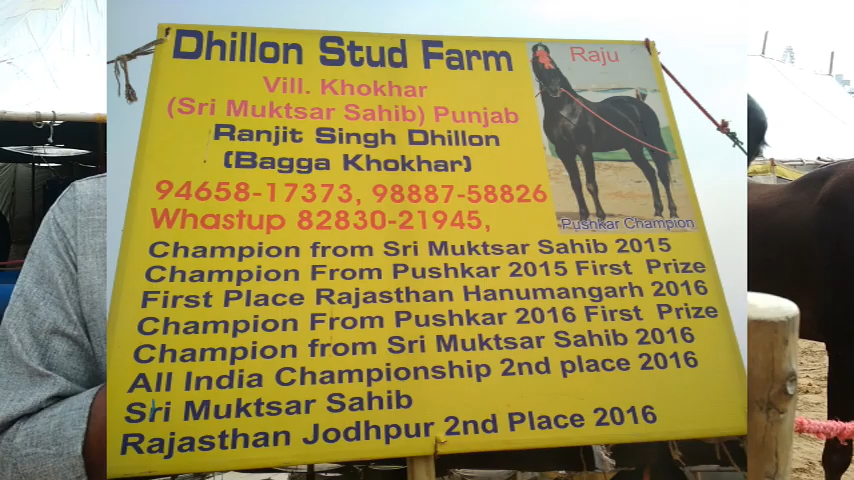 Dhillon Stud Farm
Vill. Khokhar
(Sri Muktsar Sahib) Punjab
Ranjit Singh Dhillon
(Bagga Khokhar)
94658-17373, 98887-58826
Whastup 82830-21945,
Raju
Pushkar Champion
Champion from Sri Muktsar Sahib 2015
Champion From Pushkar 2015 First Prize
First Place Rajasthan Hanumangarh 2016
Champion From Pushkar 2016 First Prize
Champion from Sri Muktsar Sahib 2016
All India Championship 2nd place 2016
Sri Muktsar Sahib
Rajasthan Jodhpur 2nd Place 2016